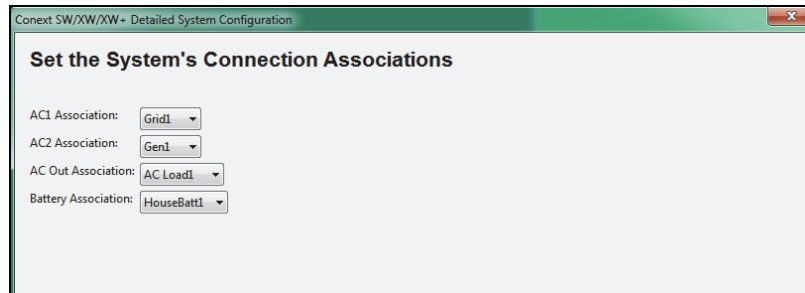 Conext SW/XW/XW+ Detailed System Configuration
Set the System's Connection Associations
AC1 Association: Grid1
AC2 Association: Gen1
AC Out Association: AC Load1
Battery Association: HouseBatt1